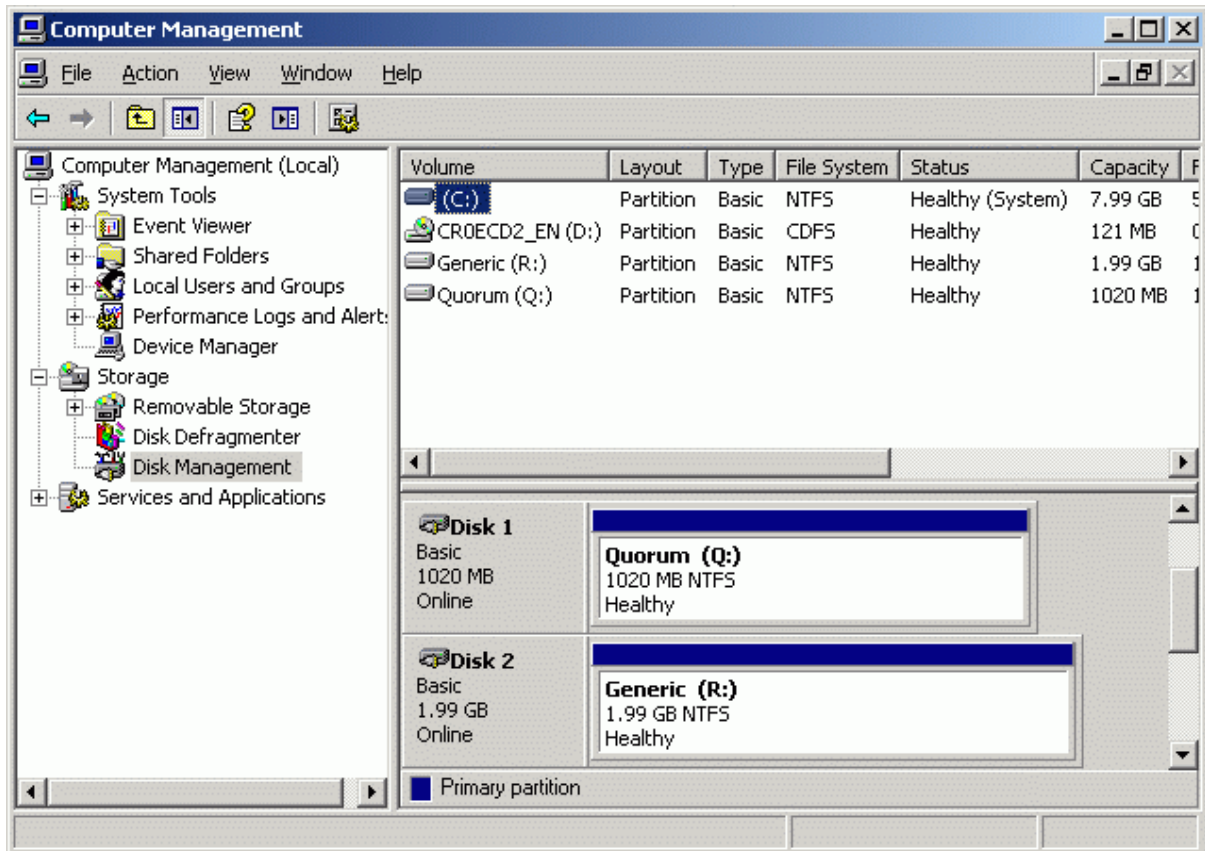 Computer Management
File Action View Window Help
Computer Management (Local)
System Tools
Event Viewer
Shared Folders
Local Users and Groups
Performance Logs and Alert
Device Manager
Storage
Removable Storage
Disk Defragmenter
Disk Management
Services and Applications
Volume Layout Type File System Status Capacity F
(C:) Partition Basic NTFS Healthy (System) 7.99 GB 5
CR0ECD2_EN (D:) Partition Basic CDFS Healthy 121 MB 0
Generic (R:) Partition Basic NTFS Healthy 1.99 GB 1
Quorum (Q:) Partition Basic NTFS Healthy 1020 MB 1
Disk 1
Basic
1020 MB
Online
Quorum (Q:)
1020 MB NTFS
Healthy
Disk 2
Basic
1.99 GB
Online
Generic (R:)
1.99 GB NTFS
Healthy
Primary partition